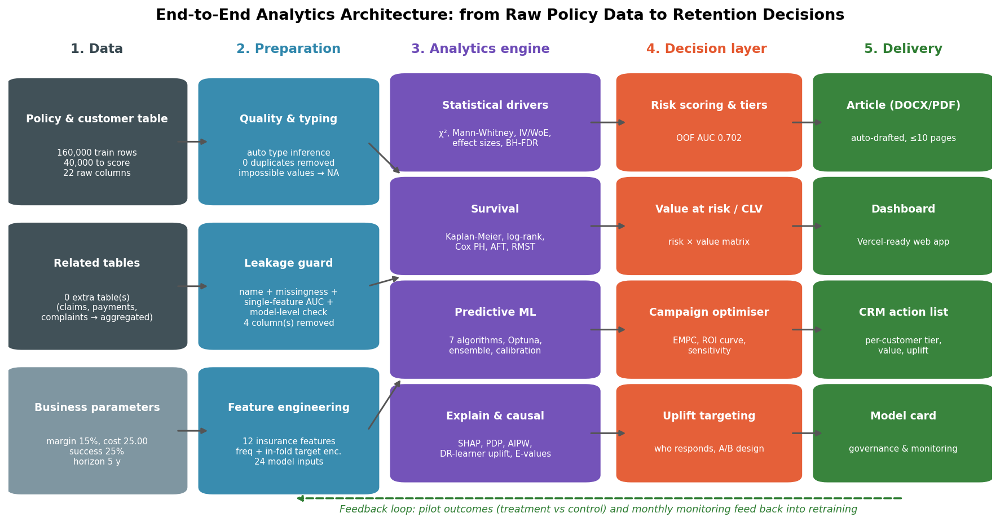 End-to-End Analytics Architecture: from Raw Policy Data to Retention Decisions
1. Data
2. Preparation
3. Analytics engine
4. Decision layer
5. Delivery
Policy & customer table
160,000 train rows
40,000 to score
22 raw columns
Related tables
0 extra table(s)
(claims, payments,
complaints → aggregated)
Business parameters
margin 15%, cost 25.00
success 25%
horizon 5 y
Quality & typing
auto type inference
0 duplicates removed
impossible values → NA
Leakage guard
name + missingness +
single-feature AUC +
model-level check
4 column(s) removed
Feature engineering
12 insurance features
freq + in-fold target enc.
24 model inputs
Statistical drivers
χ², Mann-Whitney, IV/WoE,
effect sizes, BH-FDR
Survival
Kaplan-Meier, log-rank,
Cox PH, AFT, RMST
Predictive ML
7 algorithms, Optuna,
ensemble, calibration
Explain & causal
SHAP, PDP, AIPW,
DR-learner uplift, E-values
Risk scoring & tiers
OOF AUC 0.702
Value at risk / CLV
risk × value matrix
Campaign optimiser
EMPC, ROI curve,
sensitivity
Uplift targeting
who responds, A/B design
Article (DOCX/PDF)
auto-drafted, ≤10 pages
Dashboard
Vercel-ready web app
CRM action list
per-customer tier,
value, uplift
Model card
governance & monitoring
Feedback loop: pilot outcomes (treatment vs control) and monthly monitoring feed back into retraining